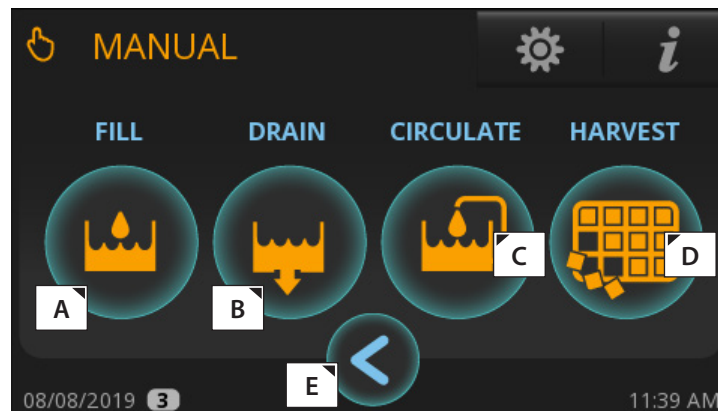 MANUAL i
FILL DRAIN CIRCULATE HARVEST
A B C D
E
08/08/2019 3 11:39 AM